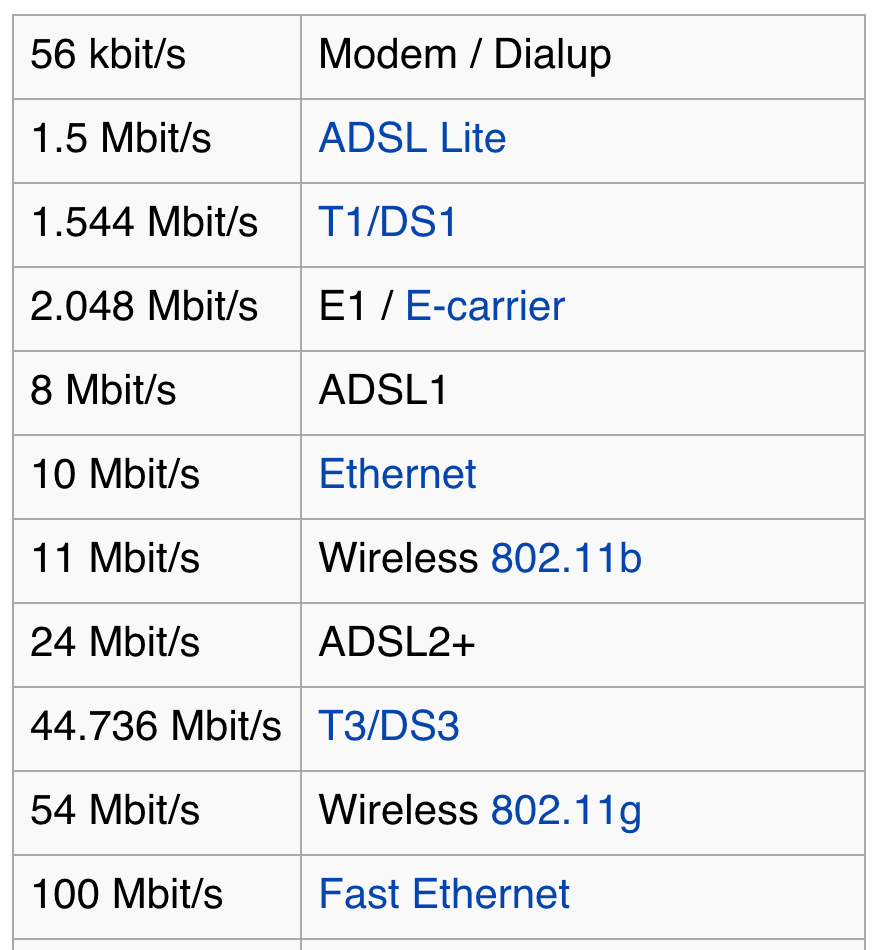 56 kbit/s Modem / Dialup
1.5 Mbit/s ADSL Lite
1.544 Mbit/s T1/DS1
2.048 Mbit/s E1 / E-carrier
8 Mbit/s ADSL1
10 Mbit/s Ethernet
11 Mbit/s Wireless 802.11b
24 Mbit/s ADSL2+
44.736 Mbit/s T3/DS3
54 Mbit/s Wireless 802.11g
100 Mbit/s Fast Ethernet